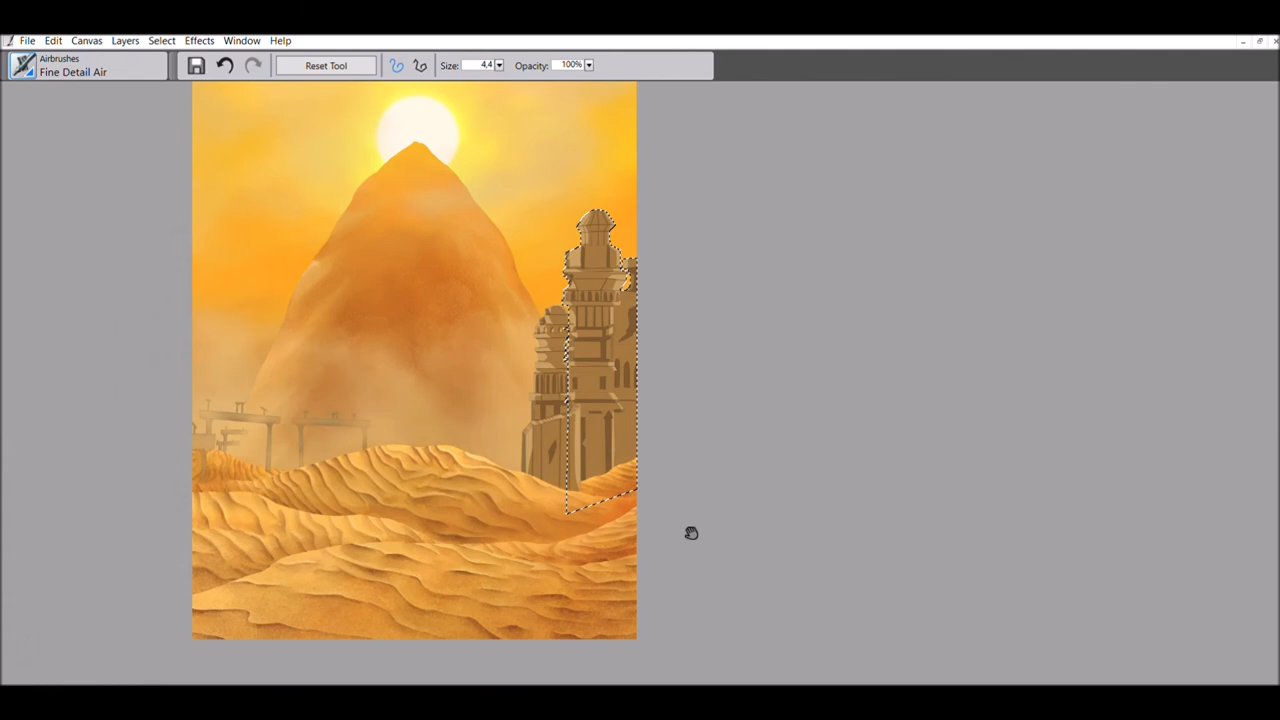 File Edit Canvas Layers Select Effects Window Help
Airbrushes
Fine Detail Air
Reset Tool Size: 4,4 Opacity: 100%